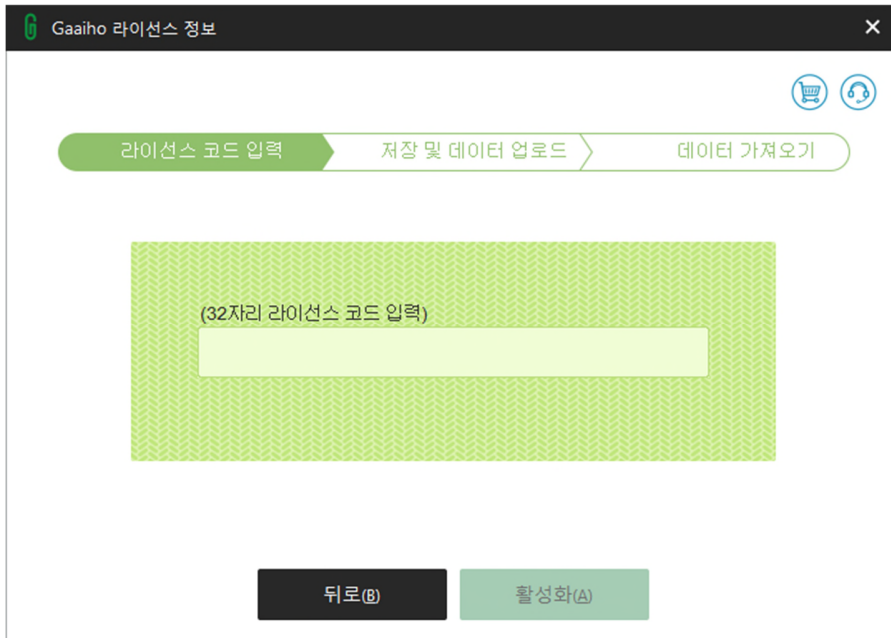 Gaaiho 라이선스 정보
라이선스 코드 입력
저장 및 데이터 업로드
데이터 가져오기
(32자리 라이선스 코드 입력)
뒤로(B)
활성화(A)